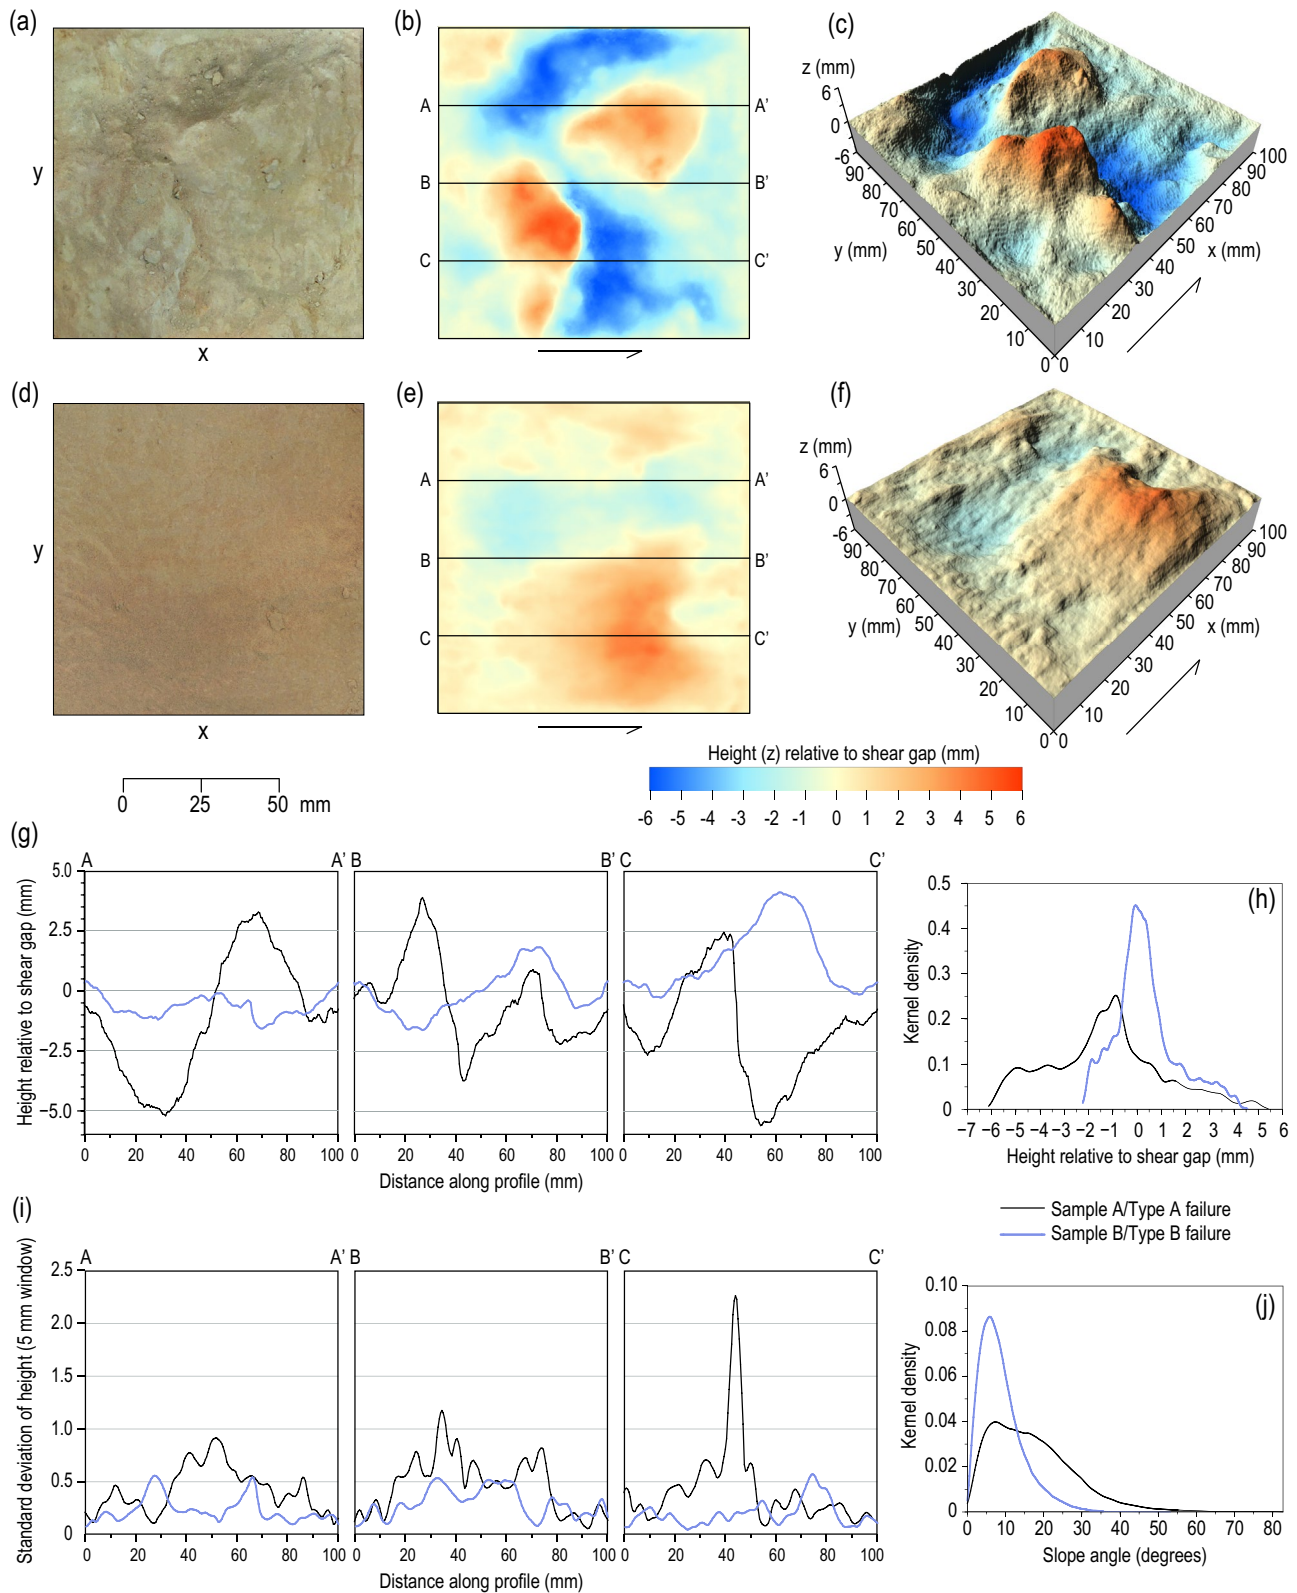 (a)
y
x
(b)
A A'
B B'
C C'
(c)
z (mm)
6
0
-6
90
80
70
60
50
40
30
20
10
0
y (mm)
0
10
20
30
40
50
60
70
80
90
100
x (mm)
(d)
y
x
(e)
A A'
B B'
C C'
(f)
z (mm)
6
0
-6
90
80
70
60
50
40
30
20
10
0
y (mm)
0
10
20
30
40
50
60
70
80
90
100
x (mm)
0 25 50 mm
Height (z) relative to shear gap (mm)
-6 -5 -4 -3 -2 -1 0 1 2 3 4 5 6
(g)
A A' B B' C C'
Height relative to shear gap (mm)
5.0
2.5
0
−2.5
−5.0
0 20 40 60 80 100 0 20 40 60 80 100 0 20 40 60 80 100
Distance along profile (mm)
(h)
Kernel density
0.5
0.4
0.3
0.2
0.1
0
−7 −6 −5 −4 −3 −2 −1 0 1 2 3 4 5 6
Height relative to shear gap (mm)
Sample A/Type A failure
Sample B/Type B failure
(i)
A A' B B' C C'
Standard deviation of height (5 mm window)
2.5
2.0
1.5
1.0
0.5
0
0 20 40 60 80 100 0 20 40 60 80 100 0 20 40 60 80 100
Distance along profile (mm)
(j)
Kernel density
0.10
0.08
0.06
0.04
0.02
0
0 10 20 30 40 50 60 70 80
Slope angle (degrees)